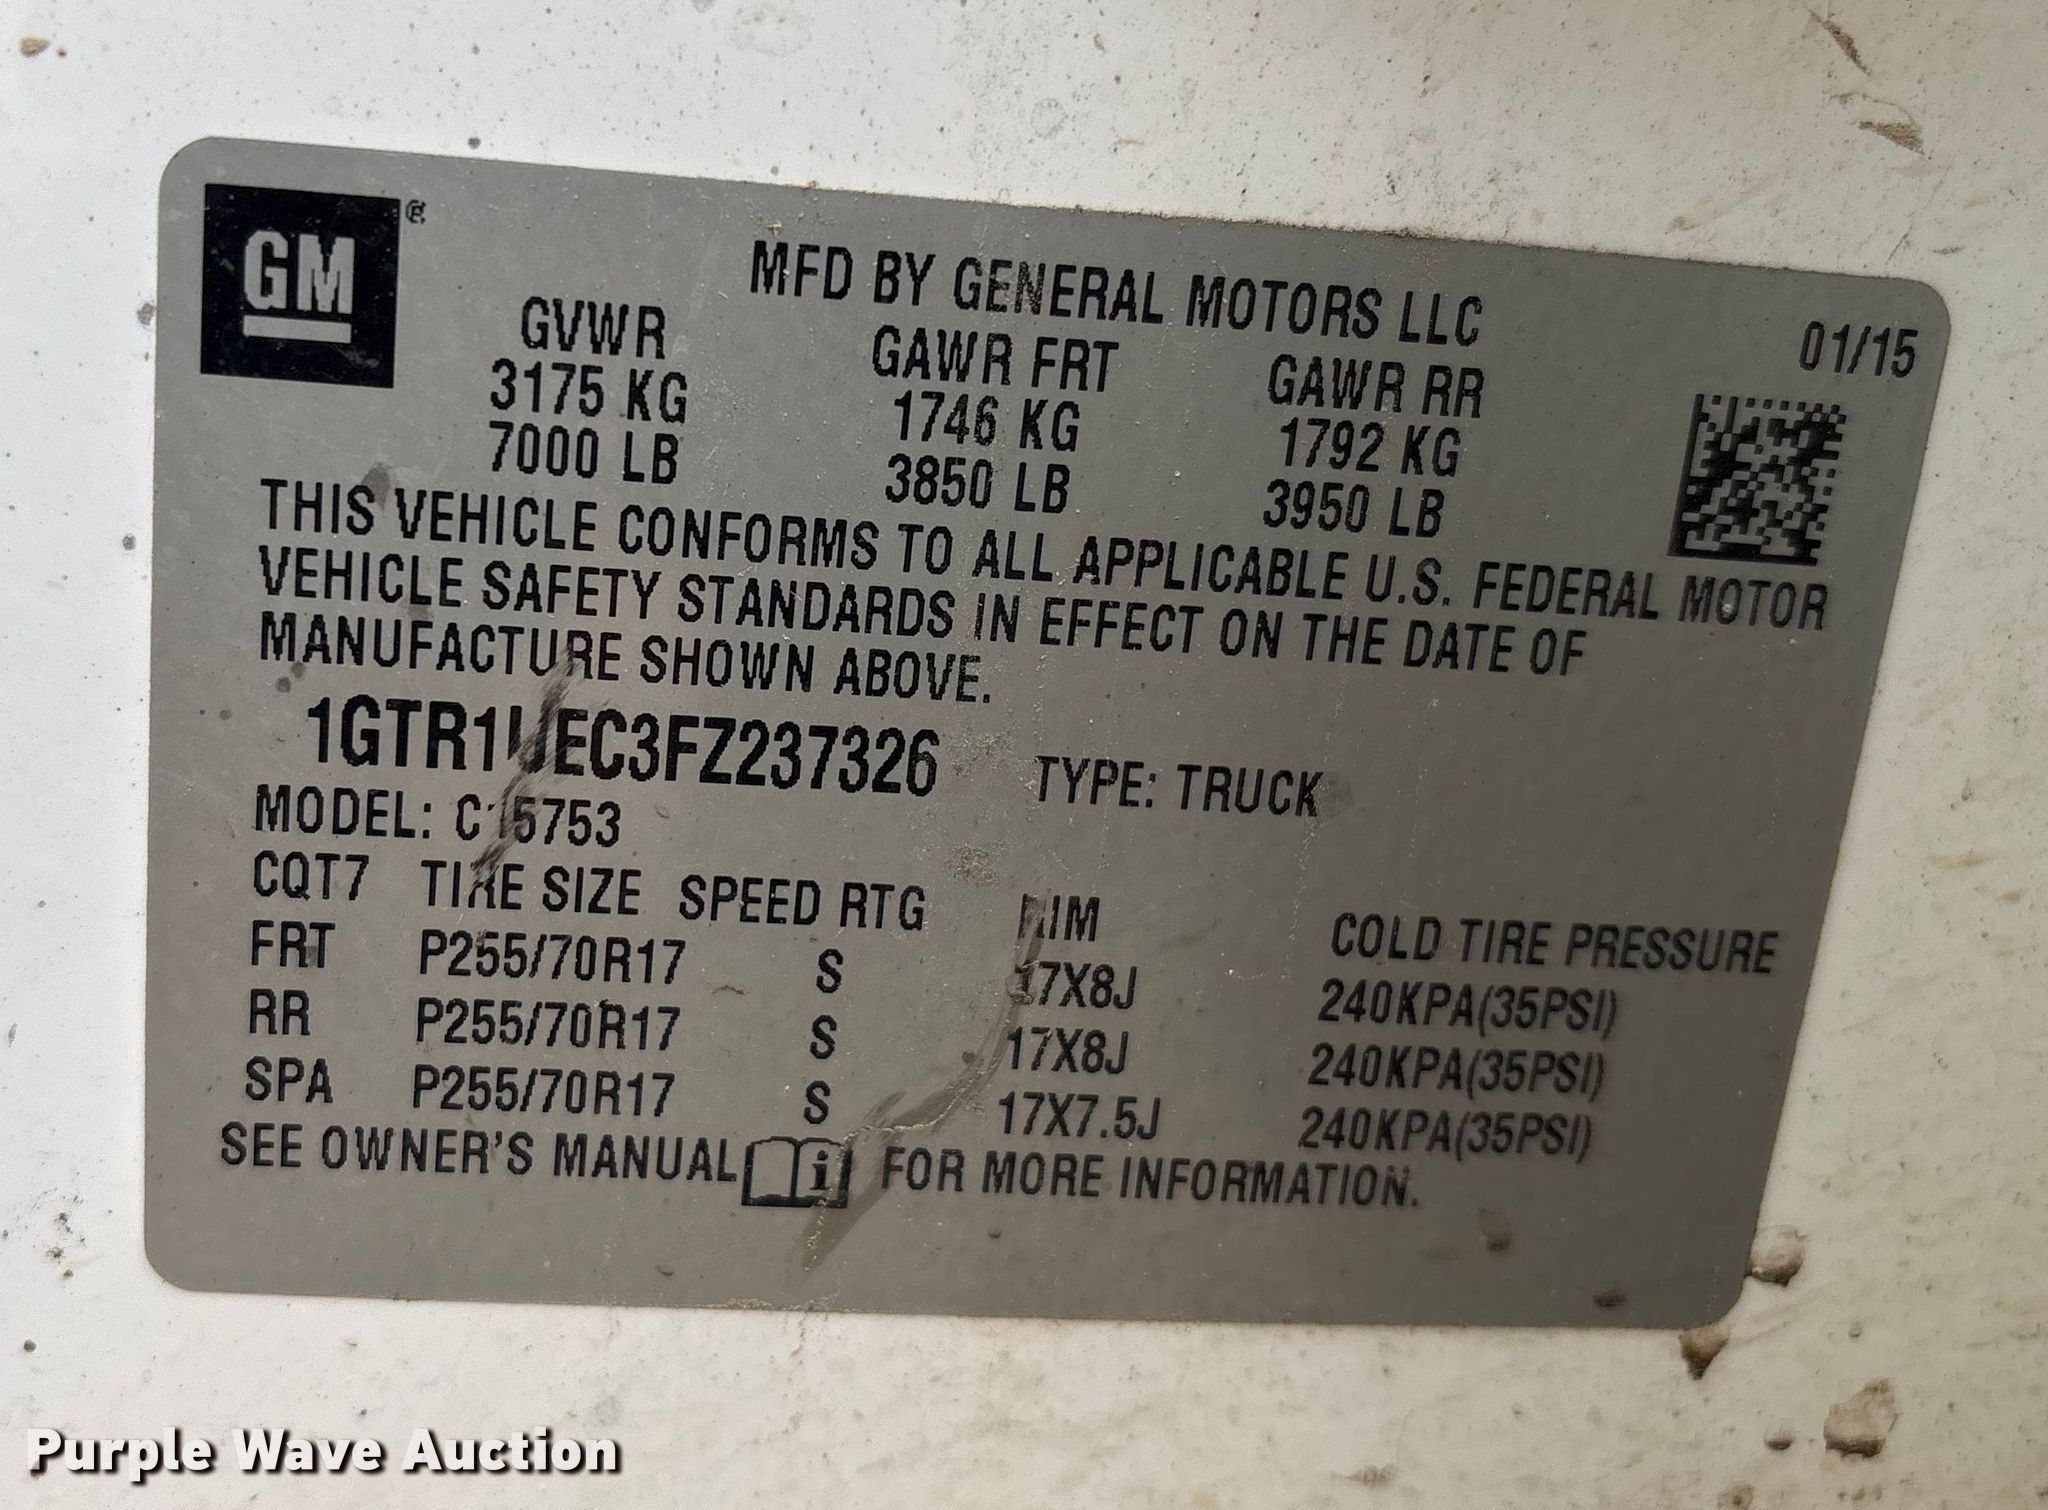 GM ®
MFD BY GENERAL MOTORS LLC
01/15
GVWR GAWR FRT GAWR RR
3175 KG 1746 KG 1792 KG
7000 LB 3850 LB 3950 LB
THIS VEHICLE CONFORMS TO ALL APPLICABLE U.S. FEDERAL MOTOR
VEHICLE SAFETY STANDARDS IN EFFECT ON THE DATE OF
MANUFACTURE SHOWN ABOVE.
1GTR1UEC3FZ237326 TYPE: TRUCK
MODEL: C15753
CQT7 TIRE SIZE SPEED RTG RIM COLD TIRE PRESSURE
FRT P255/70R17 S 17X8J 240KPA(35PSI)
RR P255/70R17 S 17X8J 240KPA(35PSI)
SPA P255/70R17 S 17X7.5J 240KPA(35PSI)
SEE OWNER'S MANUAL i FOR MORE INFORMATION.
Purple Wave Auction